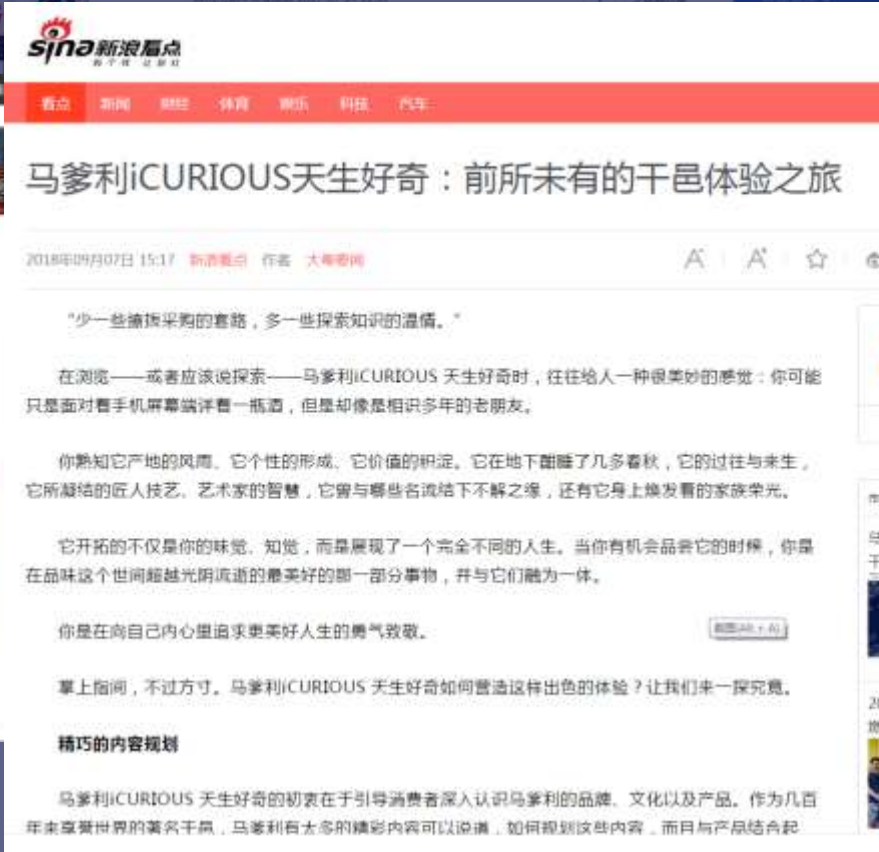 sina新浪看点
看点 新闻 财经 体育 娱乐 科技 汽车
马爹利iCURIOUS天生好奇：前所未有的干邑体验之旅
2018年09月07日 15:17 新浪看点 作者 大粤要闻
“少一些撩拨采购的套路，多一些探索知识的温情。”
在浏览——或者应该说探索——马爹利iCURIOUS 天生好奇时，往往给人一种很美妙的感觉：你可能
只是面对着手机屏幕端详着一瓶酒，但是却像是相识多年的老朋友。
你熟知它产地的风雨、它个性的形成、它价值的积淀。它在地下酣睡了几多春秋，它的过往与来生，
它所凝结的匠人技艺、艺术家的智慧，它曾与哪些名流结下不解之缘，还有它身上焕发着的家族荣光。
它开拓的不仅是你的味觉、知觉，而是展现了一个完全不同的人生。当你有机会品尝它的时候，你是
在品味这个世间超越光阴流逝的最美好的那一部分事物，并与它们融为一体。
你是在向自己内心里追求更美好人生的勇气致敬。
截图(Alt + A)
掌上指间，不过方寸。马爹利iCURIOUS 天生好奇如何营造这样出色的体验？让我们来一探究竟。
精巧的内容规划
马爹利iCURIOUS 天生好奇的初衷在于引导消费者深入认识马爹利的品牌、文化以及产品。作为几百
年来享誉世界的著名干邑，马爹利有太多的精彩内容可以说道，如何规划这些内容，而且与产品结合起